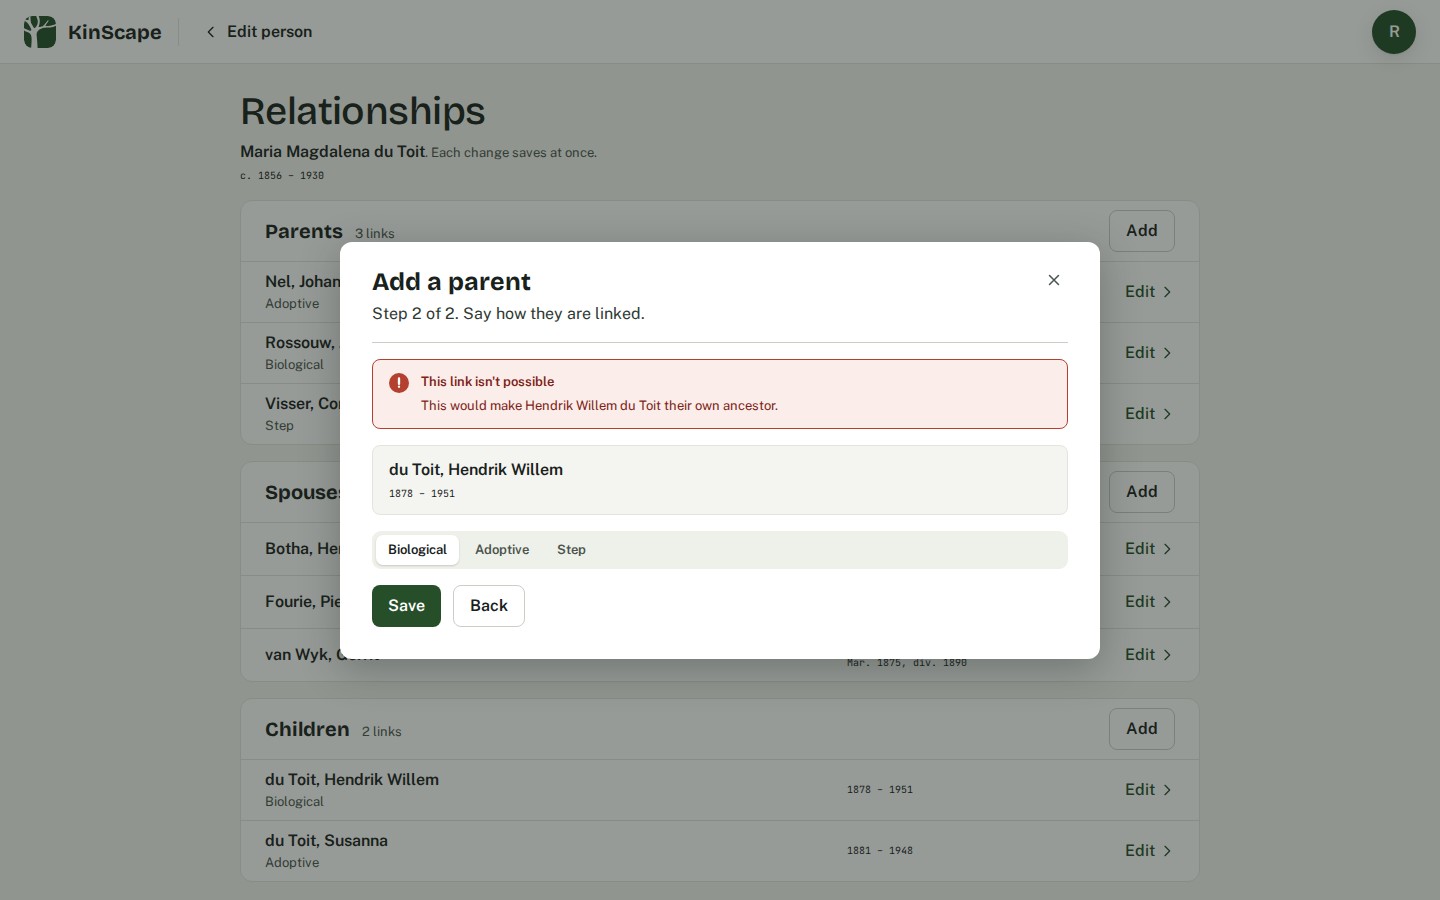 KinScape
Edit person
R
Relationships
Maria Magdalena du Toit. Each change saves at once.
c. 1856 – 1930
Parents 3 links
Add
Nel, Johan
Adoptive
Edit
Rossouw,
Biological
Edit
Visser, Co
Step
Edit
Add a parent
Step 2 of 2. Say how they are linked.
This link isn't possible
This would make Hendrik Willem du Toit their own ancestor.
du Toit, Hendrik Willem
1878 – 1951
Biological Adoptive Step
Save Back
Spouses
Add
Botha, He
Edit
Fourie, Pie
Edit
van Wyk,
Mar. 1875, div. 1890
Edit
Children 2 links
Add
du Toit, Hendrik Willem
Biological
1878 – 1951
Edit
du Toit, Susanna
Adoptive
1881 – 1948
Edit